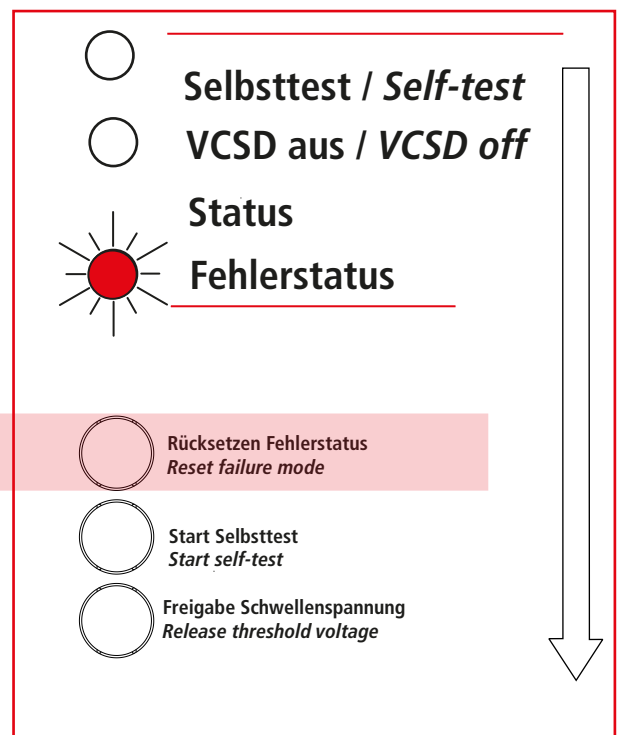 Selbsttest / Self-test
VCSD aus / VCSD off
Status
Fehlerstatus
Rücksetzen Fehlerstatus
Reset failure mode
Start Selbsttest
Start self-test
Freigabe Schwellenspannung
Release threshold voltage